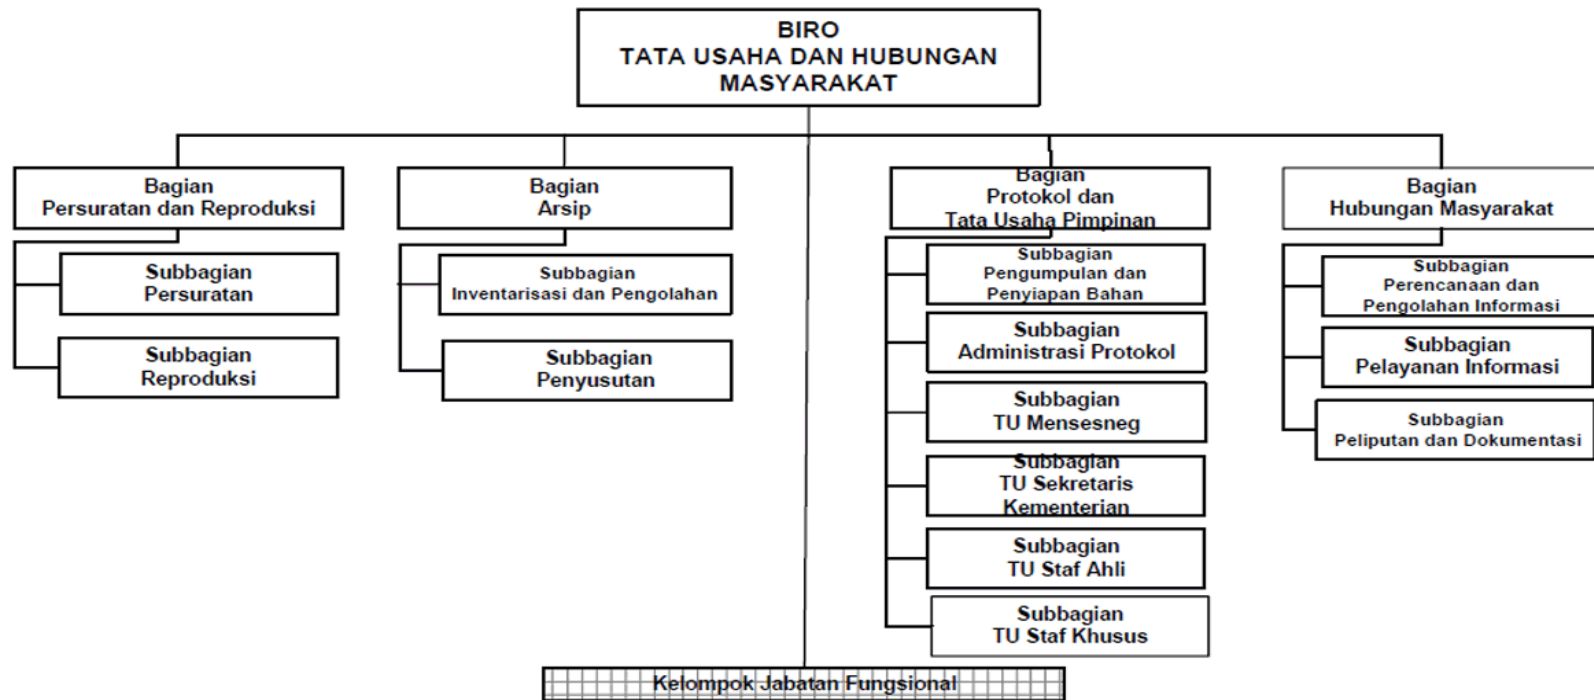 BIRO
TATA USAHA DAN HUBUNGAN
MASYARAKAT
Bagian
Persuratan dan Reproduksi
Subbagian
Persuratan
Subbagian
Reproduksi
Bagian
Arsip
Subbagian
Inventarisasi dan Pengolahan
Subbagian
Penyusutan
Bagian
Protokol dan
Tata Usaha Pimpinan
Subbagian
Pengumpulan dan
Penyiapan Bahan
Subbagian
Administrasi Protokol
Subbagian
TU Mensesneg
Subbagian
TU Sekretaris
Kementerian
Subbagian
TU Staf Ahli
Subbagian
TU Staf Khusus
Bagian
Hubungan Masyarakat
Subbagian
Perencanaan dan
Pengolahan Informasi
Subbagian
Pelayanan Informasi
Subbagian
Peliputan dan Dokumentasi
Kelompok Jabatan Fungsional